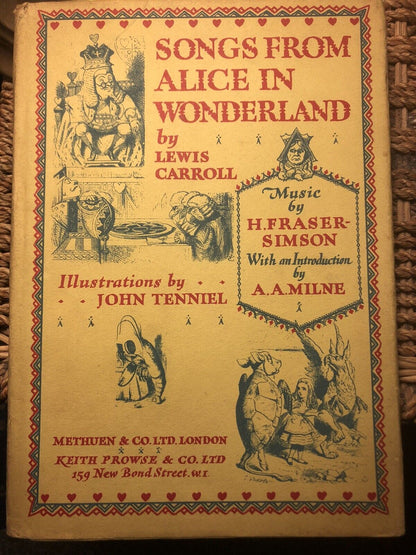 SONGS FROM
ALICE IN
WONDERLAND
by
LEWIS
CARROLL
Music
by
H. FRASER-
SIMSON
With an Introduction
by
A. A. MILNE
Illustrations by
JOHN TENNIEL
METHUEN & CO. LTD. LONDON
KEITH PROWSE & CO. LTD
159 New Bond Street. W.1